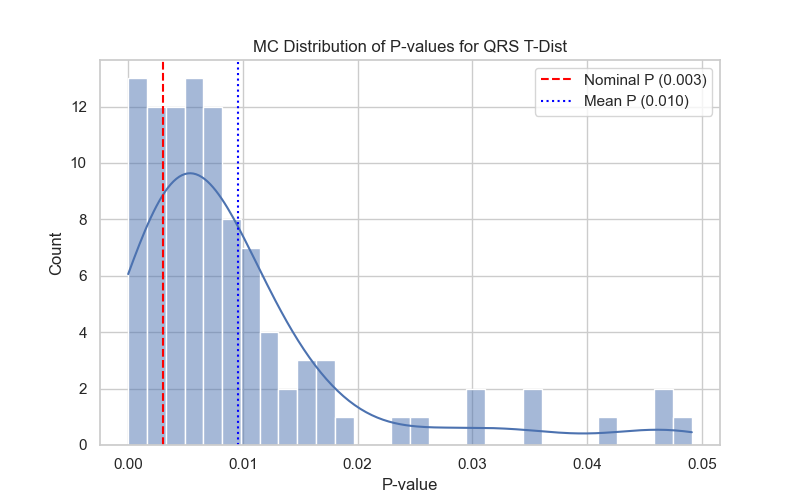 MC Distribution of P-values for QRS T-Dist
Nominal P (0.003)
Mean P (0.010)
12
10
8
6
4
2
0
Count
0.00 0.01 0.02 0.03 0.04 0.05
P-value